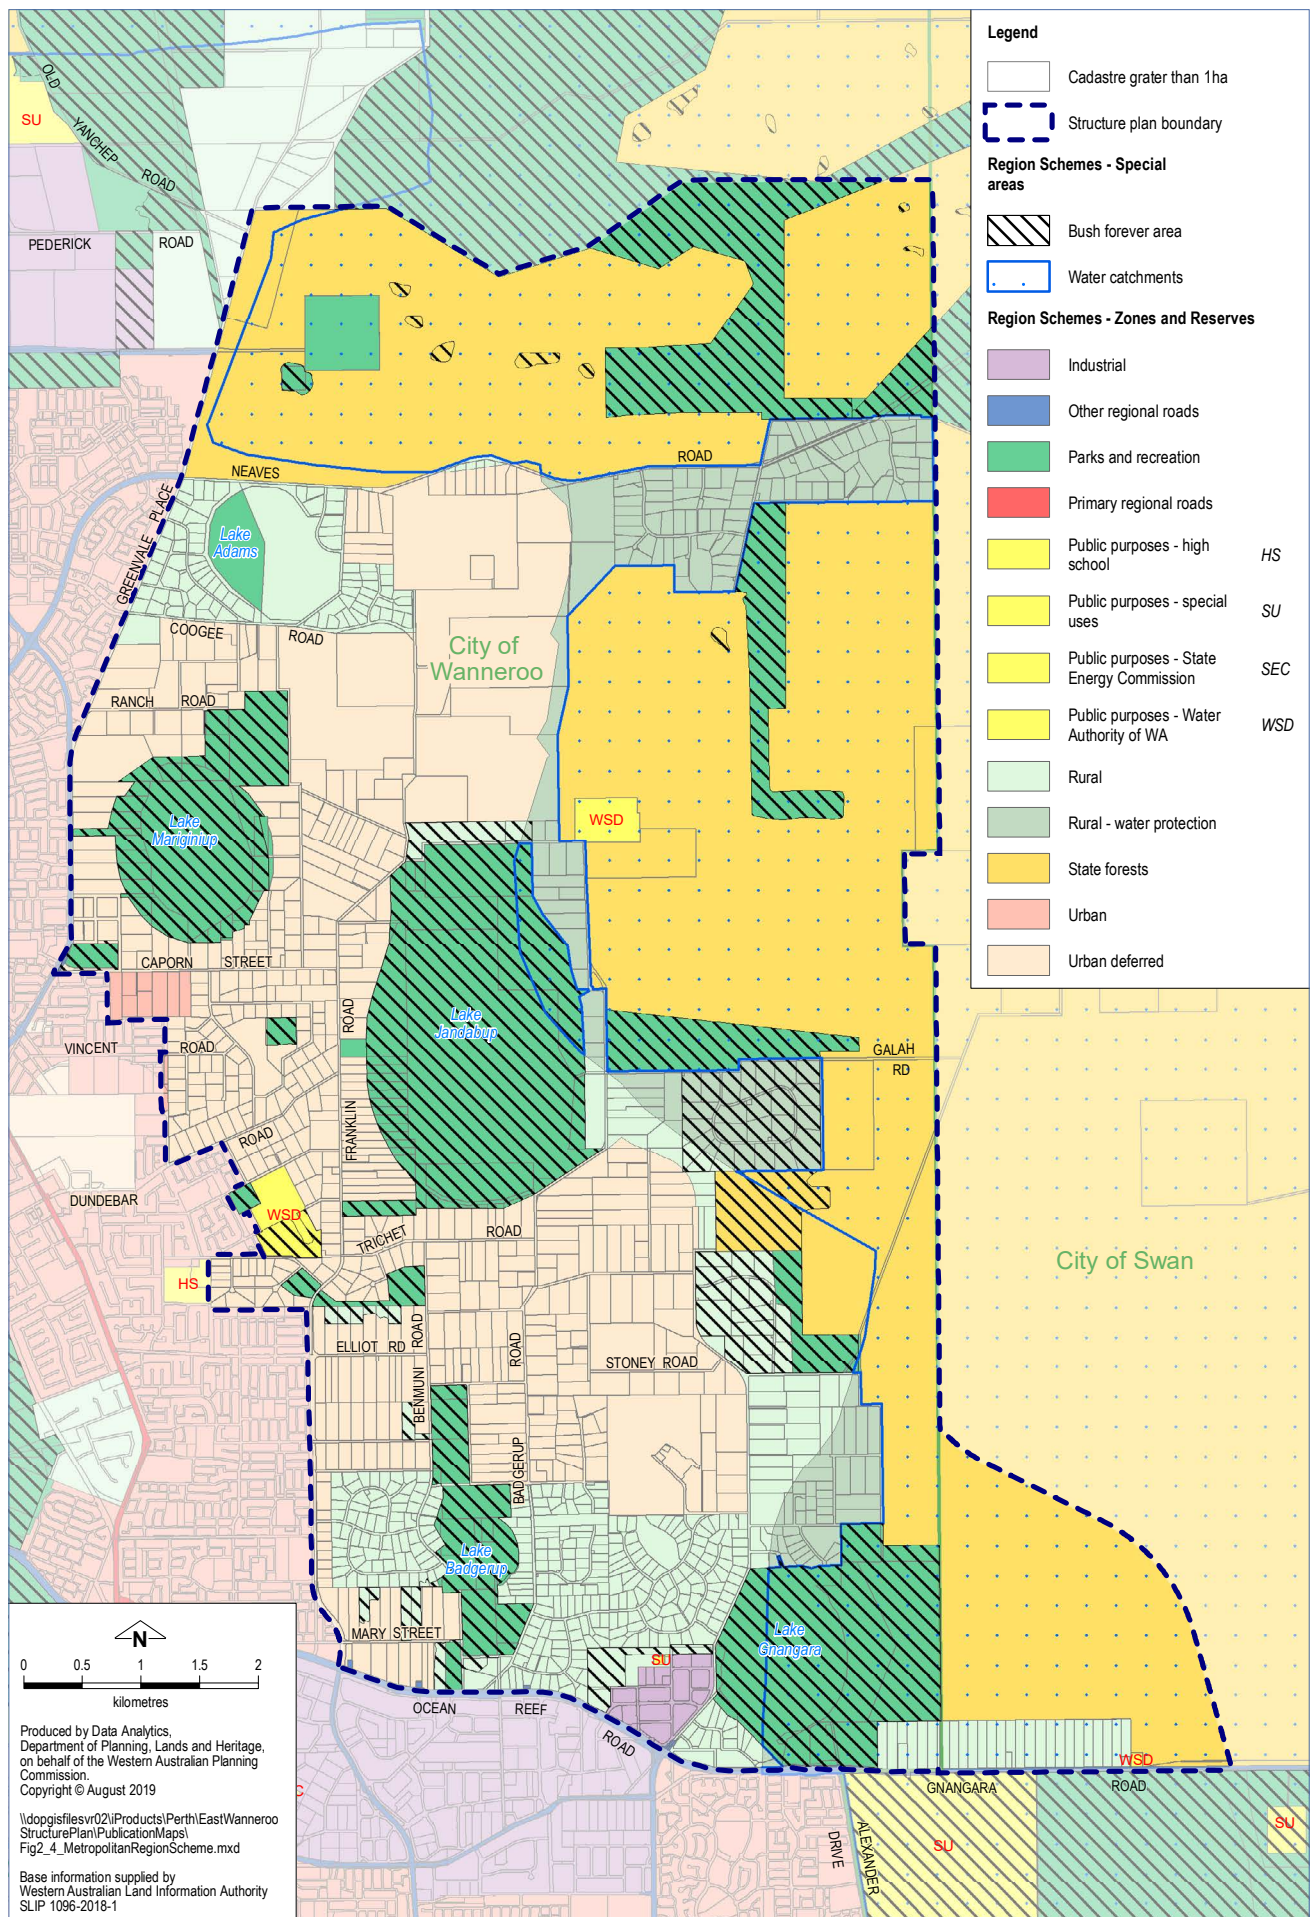 Legend
Cadastre grater than 1ha
Structure plan boundary
Region Schemes - Special
areas
Bush forever area
Water catchments
Region Schemes - Zones and Reserves
Industrial
Other regional roads
Parks and recreation
Primary regional roads
Public purposes - high
school
HS
Public purposes - special
uses
SU
Public purposes - State
Energy Commission
SEC
Public purposes - Water
Authority of WA
WSD
Rural
Rural - water protection
State forests
Urban
Urban deferred
OLD
YANCHEP
ROAD
SU
PEDERICK
ROAD
NEAVES
ROAD
GREENVALE PLACE
Lake
Adams
COOGEE
ROAD
City of
Wanneroo
RANCH ROAD
Lake
Mariginiup
WSD
CAPORN STREET
Lake
Jandabup
VINCENT
ROAD
FRANKLIN
ROAD
GALAH
RD
ROAD
DUNDEBAR
WSD
TRICHET
ROAD
HS
City of Swan
ELLIOT RD
BENMUNI
ROAD
BADGERUP
ROAD
STONEY ROAD
Lake
Badgerup
MARY STREET
Lake
Gnangara
SU
OCEAN
REEF
ROAD
WSD
GNANGARA
ROAD
DRIVE
ALEXANDER
SU
SU
C
N
0 0.5 1 1.5 2
kilometres
Produced by Data Analytics,
Department of Planning, Lands and Heritage,
on behalf of the Western Australian Planning
Commission.
Copyright © August 2019
\\dopgisfilesvr02\iProducts\Perth\EastWanneroo
StructurePlan\PublicationMaps\
Fig2_4_MetropolitanRegionScheme.mxd
Base information supplied by
Western Australian Land Information Authority
SLIP 1096-2018-1